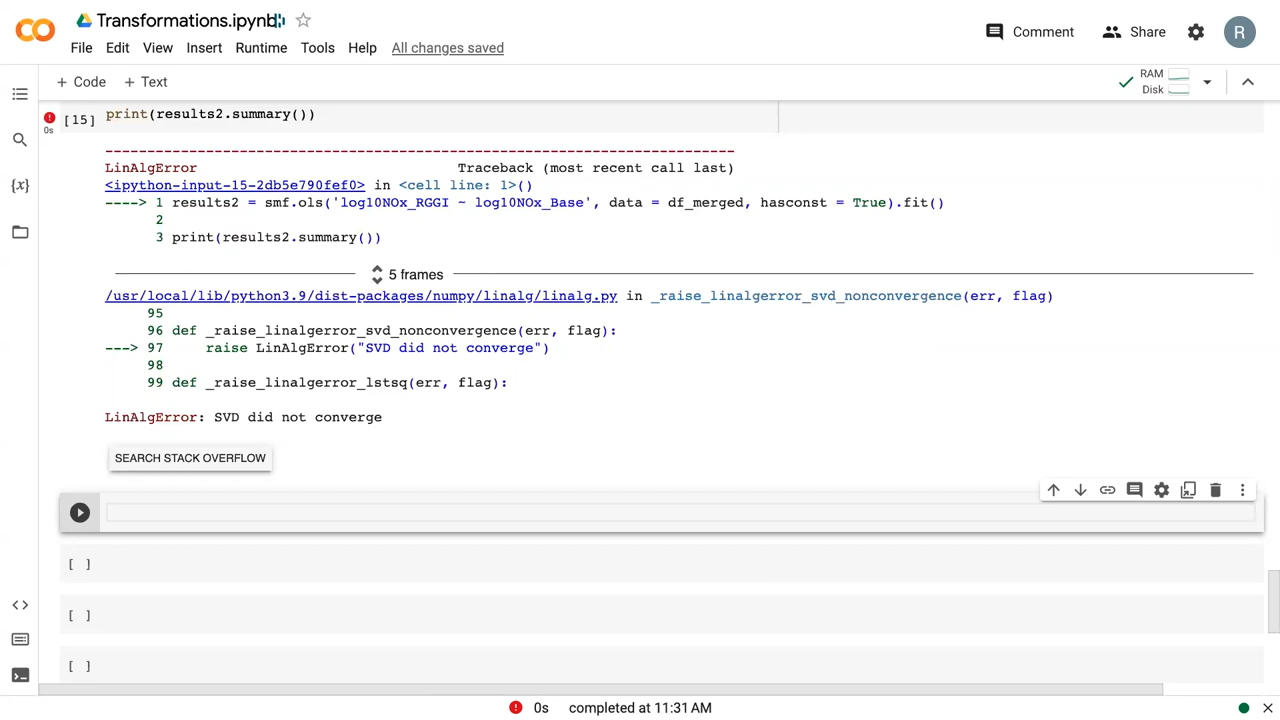 Transformations.ipynb
File Edit View Insert Runtime Tools Help All changes saved
Comment Share R
+ Code + Text
RAM
Disk
[15] print(results2.summary())
0s
---------------------------------------------------------------------------
LinAlgError Traceback (most recent call last)
<ipython-input-15-2db5e790fef0> in <cell line: 1>()
----> 1 results2 = smf.ols('log10NOx_RGGI ~ log10NOx_Base', data = df_merged, hasconst = True).fit()
2
3 print(results2.summary())
5 frames
/usr/local/lib/python3.9/dist-packages/numpy/linalg/linalg.py in _raise_linalgerror_svd_nonconvergence(err, flag)
95
96 def _raise_linalgerror_svd_nonconvergence(err, flag):
---> 97 raise LinAlgError("SVD did not converge")
98
99 def _raise_linalgerror_lstsq(err, flag):
LinAlgError: SVD did not converge
SEARCH STACK OVERFLOW
[ ]
[ ]
[ ]
0s completed at 11:31 AM